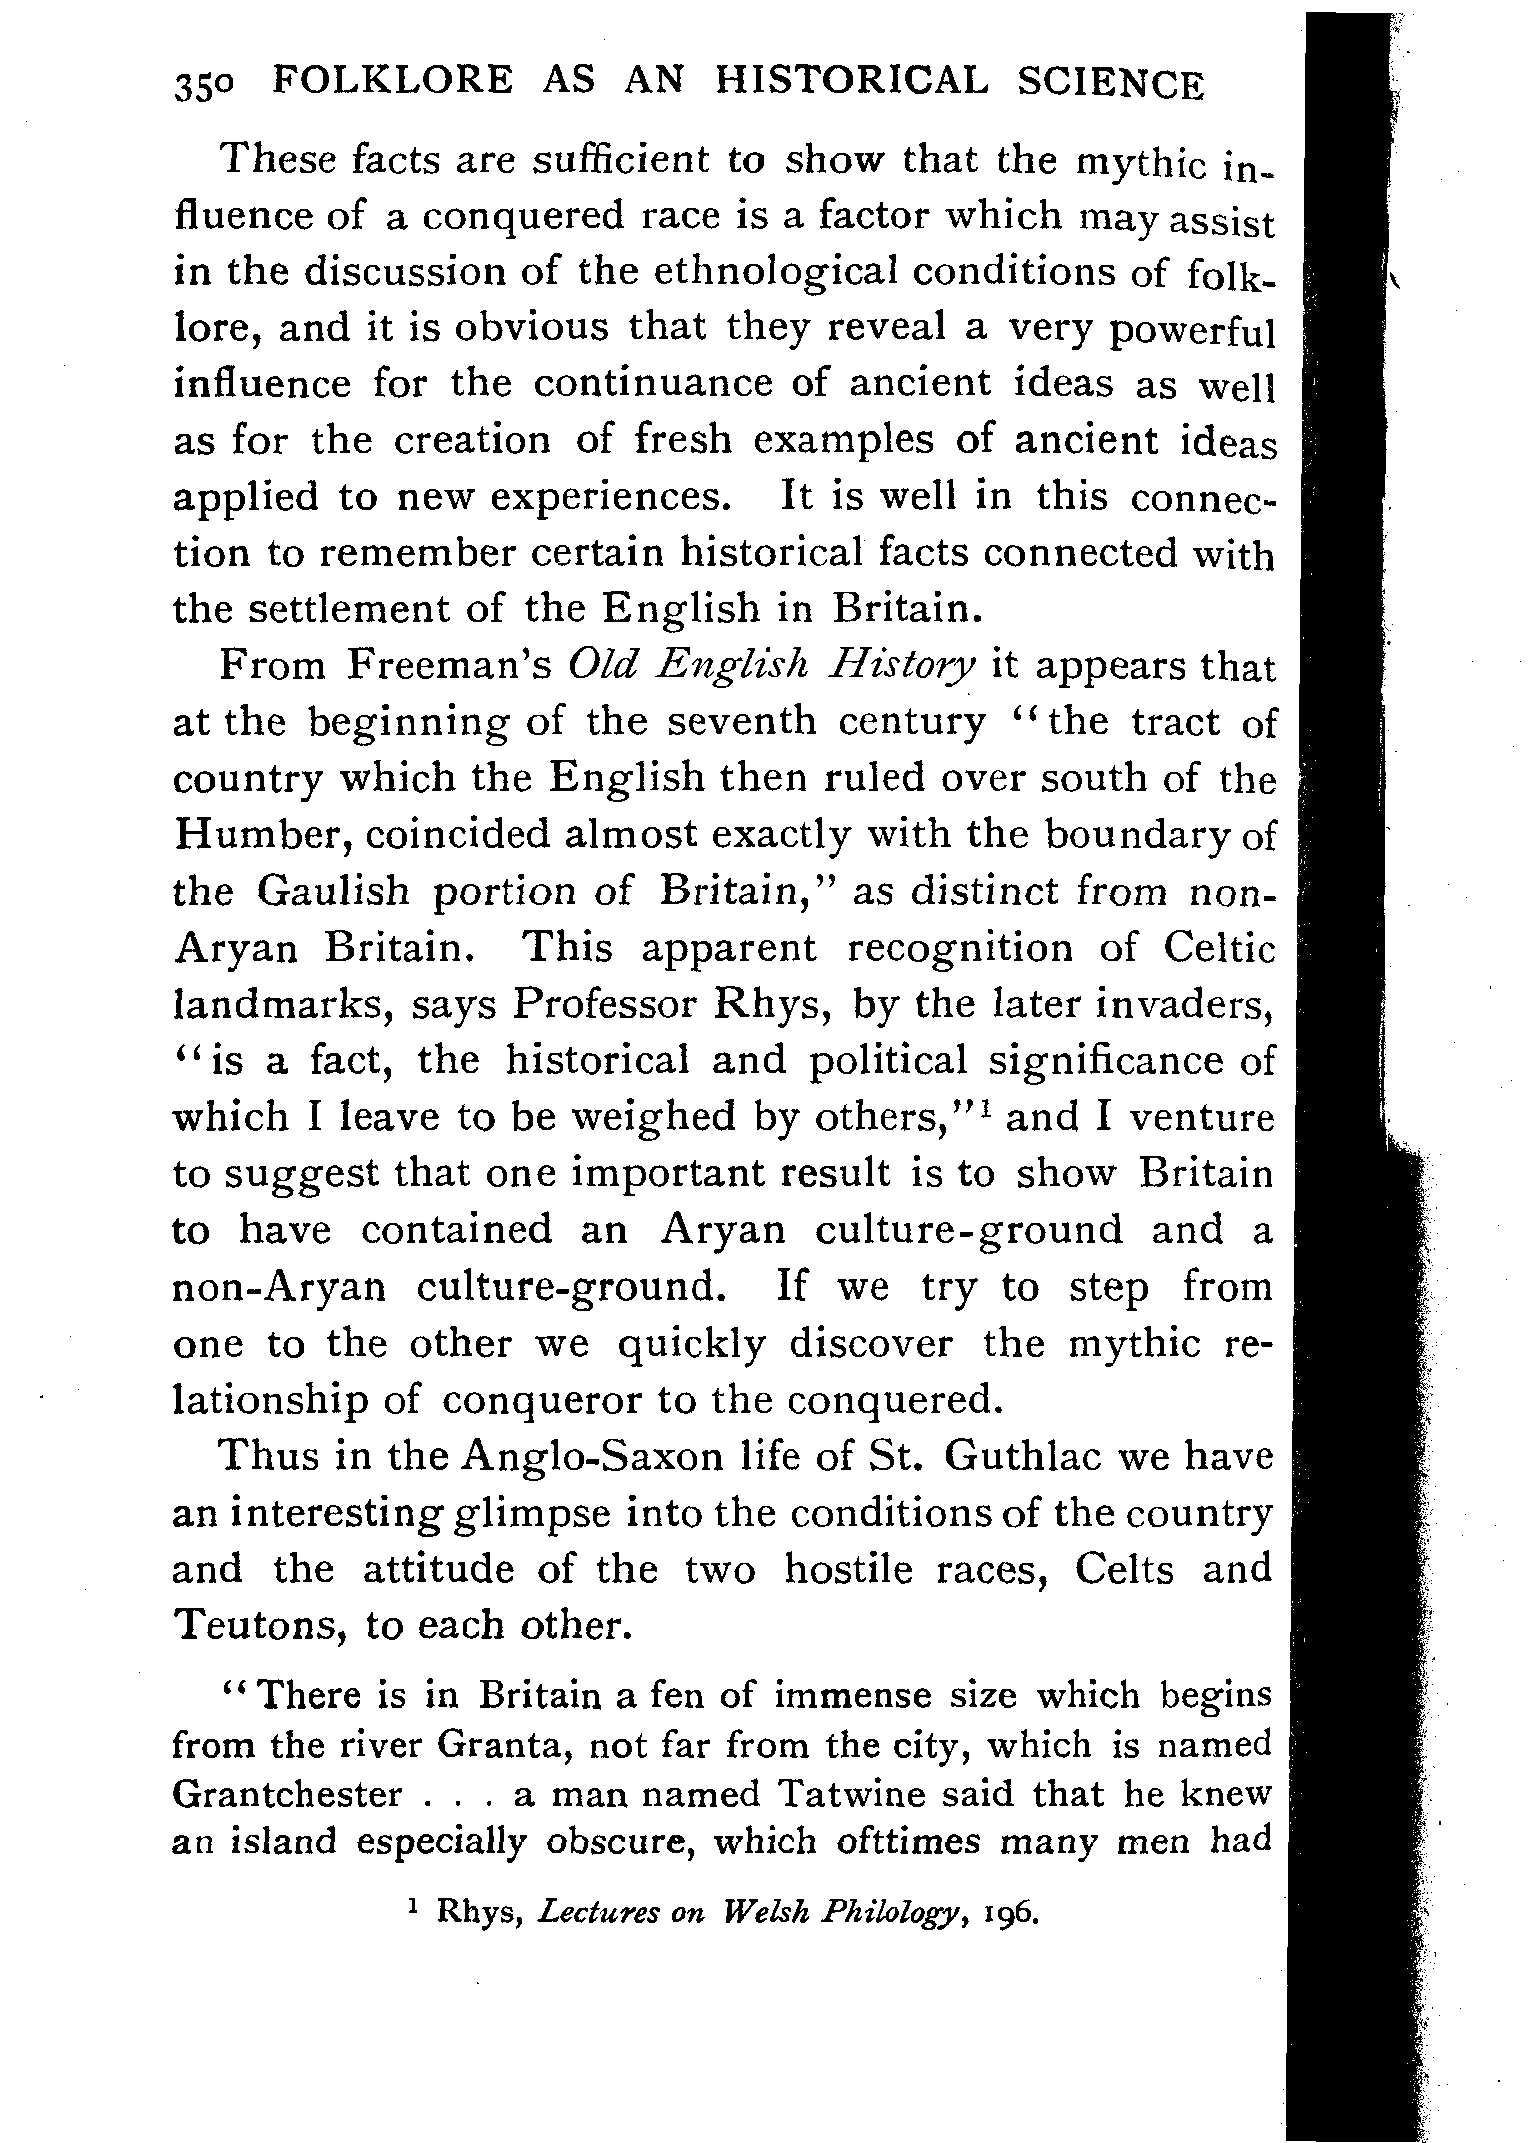 350 FOLKLORE AS AN HISTORICAL SCIENCE
These facts are sufficient to show that the mythic in-
fluence of a conquered race is a factor which may assist
in the discussion of the ethnological conditions of folk-
lore, and it is obvious that they reveal a very powerful
influence for the continuance of ancient ideas as well
as for the creation of fresh examples of ancient ideas
applied to new experiences. It is well in this connec-
tion to remember certain historical facts connected with
the settlement of the English in Britain.
From Freeman's Old English History it appears that
at the beginning of the seventh century "the tract of
country which the English then ruled over south of the
Humber, coincided almost exactly with the boundary of
the Gaulish portion of Britain," as distinct from non-
Aryan Britain. This apparent recognition of Celtic
landmarks, says Professor Rhys, by the later invaders,
"is a fact, the historical and political significance of
which I leave to be weighed by others,"¹ and I venture
to suggest that one important result is to show Britain
to have contained an Aryan culture-ground and a
non-Aryan culture-ground. If we try to step from
one to the other we quickly discover the mythic re-
lationship of conqueror to the conquered.
Thus in the Anglo-Saxon life of St. Guthlac we have
an interesting glimpse into the conditions of the country
and the attitude of the two hostile races, Celts and
Teutons, to each other.
"There is in Britain a fen of immense size which begins
from the river Granta, not far from the city, which is named
Grantchester . . . a man named Tatwine said that he knew
an island especially obscure, which ofttimes many men had
¹ Rhys, Lectures on Welsh Philology, 196.